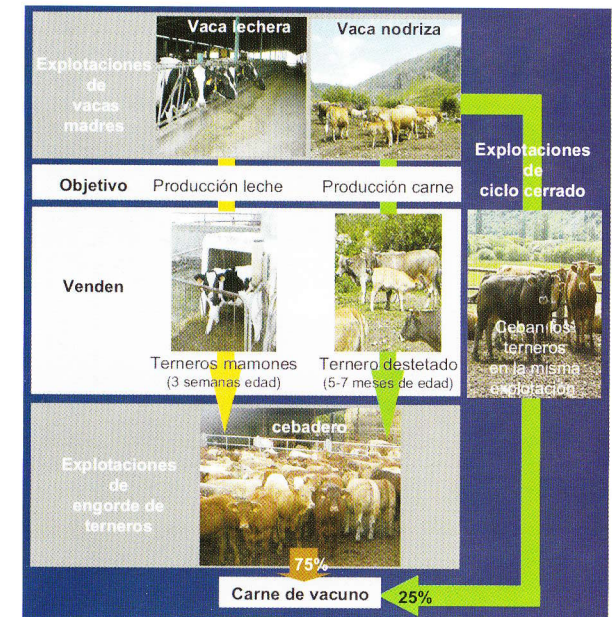 Vaca lechera
Vaca nodriza
Explotaciones
de
vacas
madres
Explotaciones
de
ciclo cerrado
Objetivo
Producción leche
Producción carne
Venden
Terneros mamones
(3 semanas edad)
Ternero destetado
(5-7 meses de edad)
Ceban los
terneros
en la misma
explotación
Explotaciones
de
engorde de
terneros
cebadero
75%
Carne de vacuno
25%